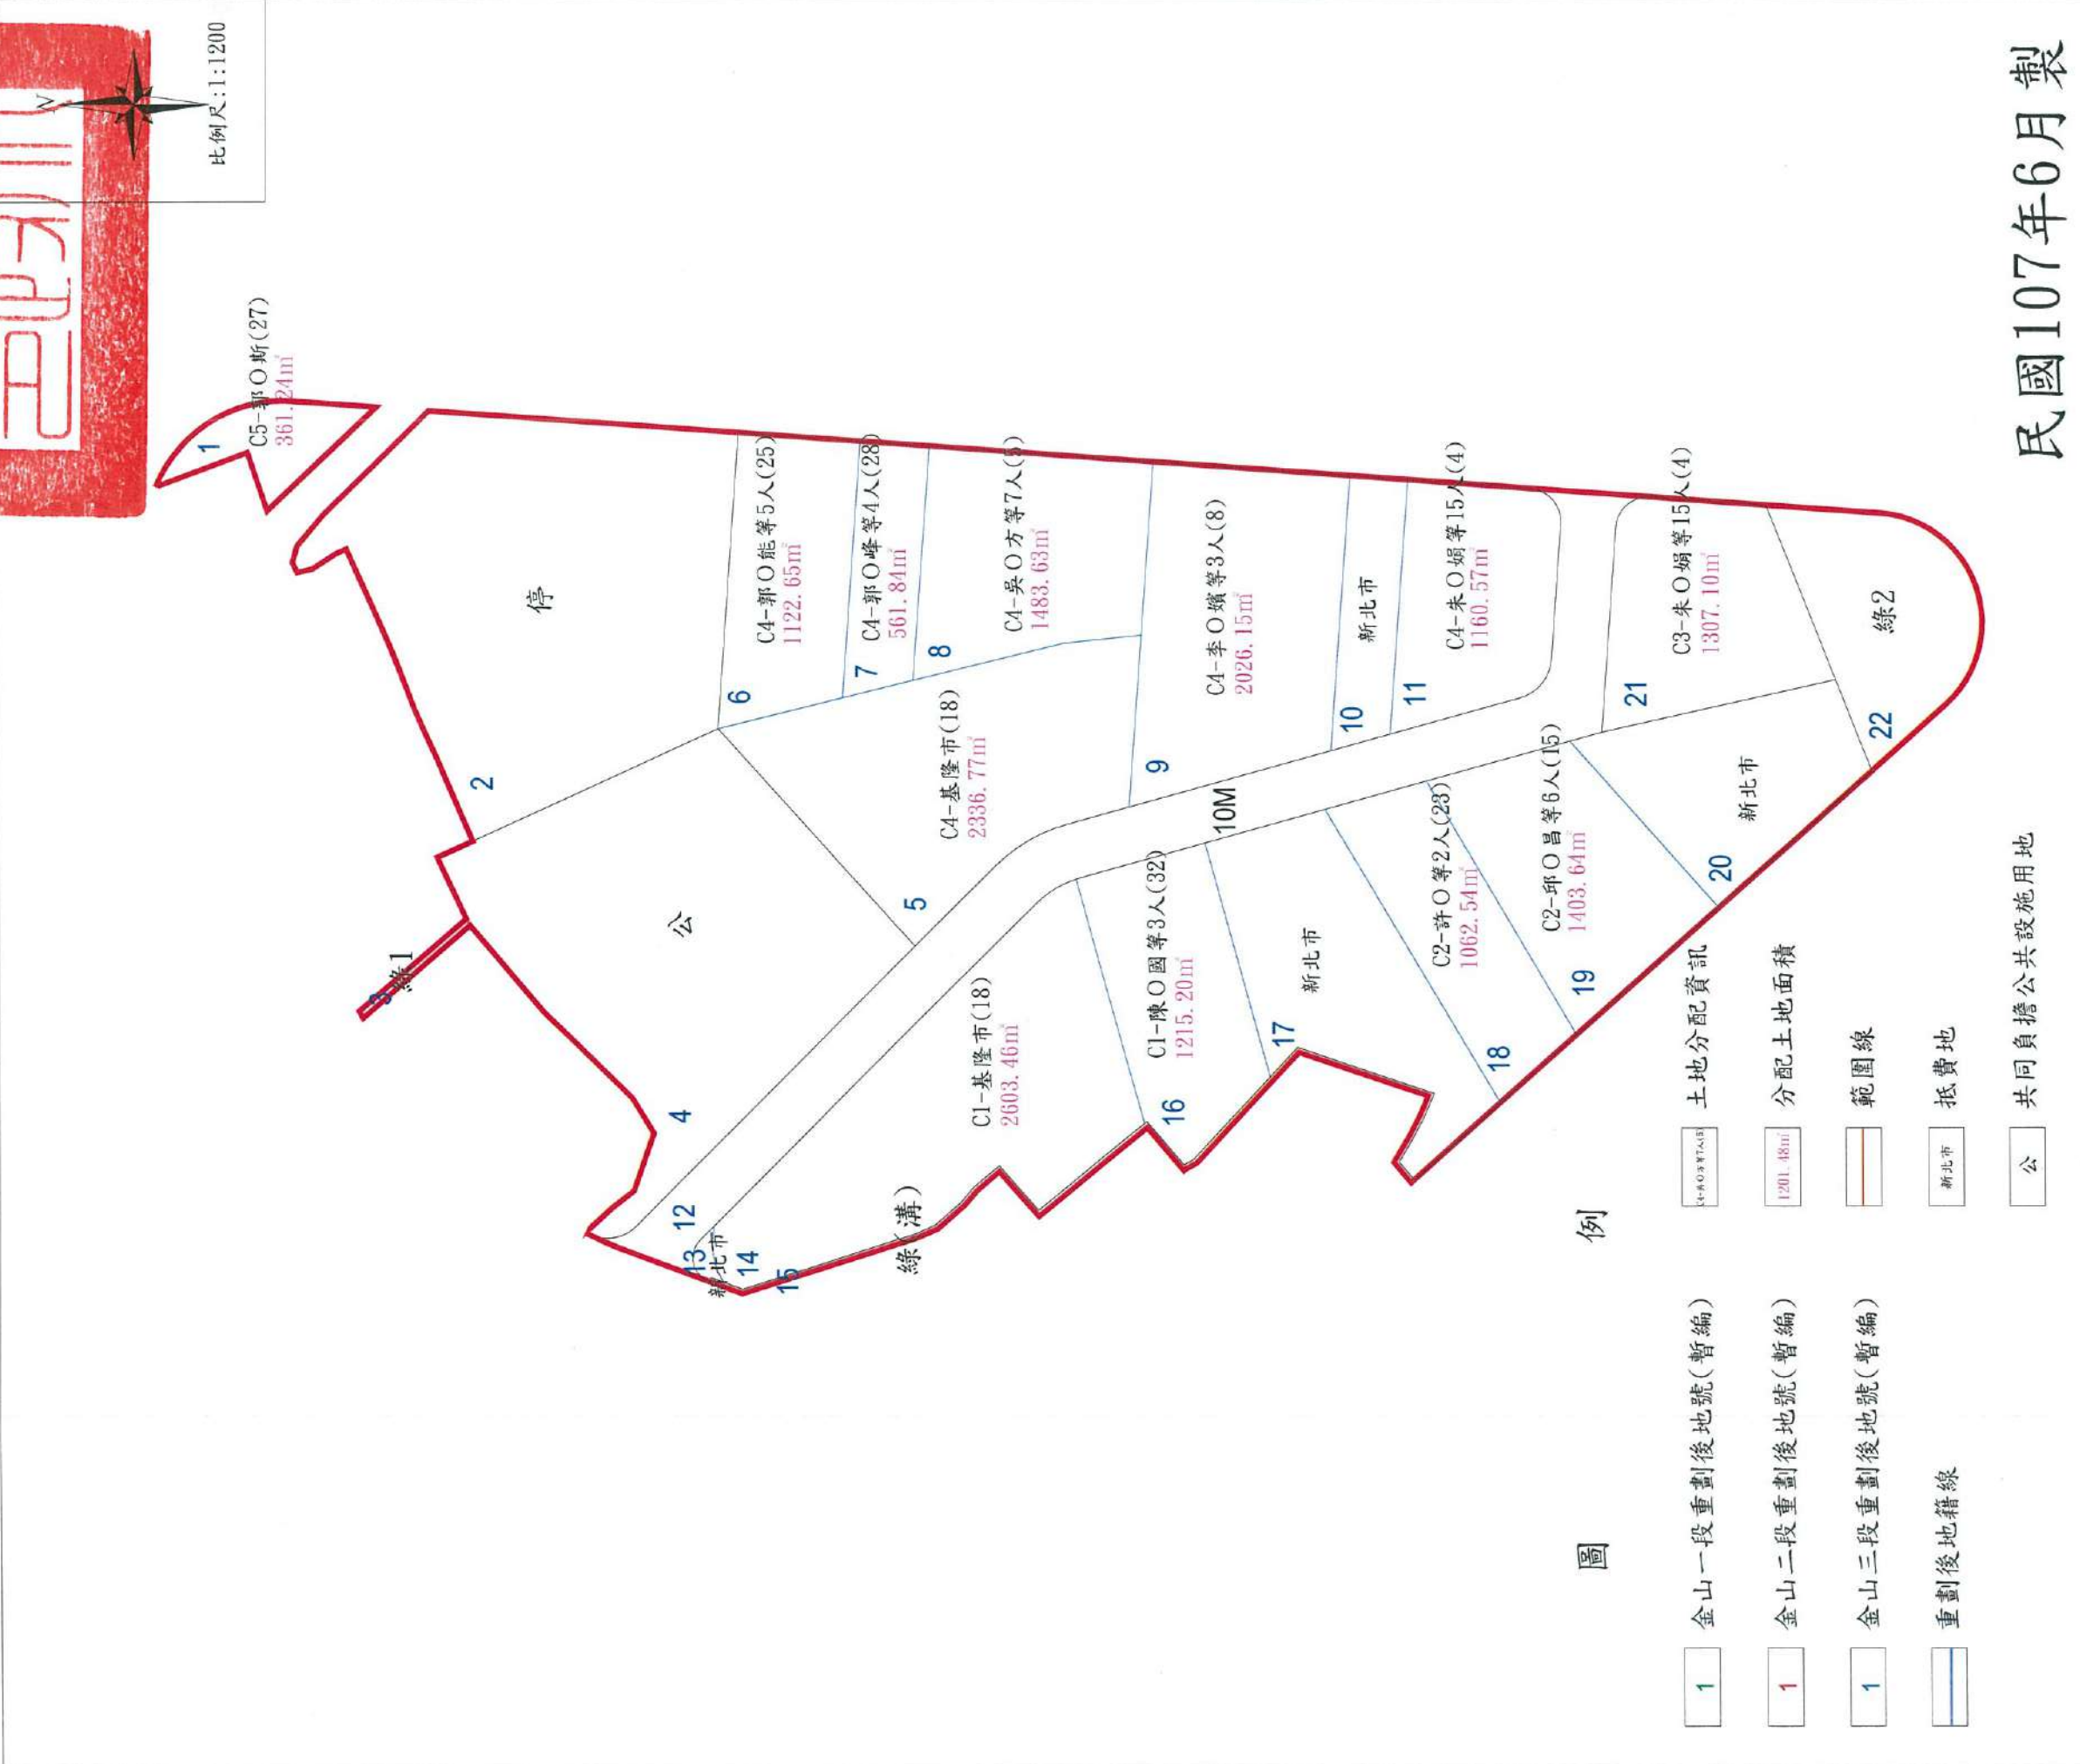 N
比例尺:1:1200
1
C5-郭O斯(27)
361.24㎡
停
2
綠1
3
公
4
C4-郭O能等5人(25)
1122.65㎡
6
C4-郭O峰等4人(28)
561.84㎡
7
C4-吳O方等7人(5)
1483.63㎡
8
C4-基隆市(18)
2336.77㎡
5
C4-李O嬪等3人(8)
2026.15㎡
9
新北市
10
C4-朱O娟等15人(4)
1160.57㎡
11
10M
12
13
新北市
14
15
綠(溝)
C1-基隆市(18)
2603.46㎡
C1-陳O國等3人(32)
1215.20㎡
16
新北市
17
C2-許O等2人(23)
1062.54㎡
18
C2-邱O昌等6人(15)
1403.64㎡
19
新北市
20
C3-朱O娟等15人(4)
1307.10㎡
21
綠2
22
圖例
1 金山一段重劃後地號(暫編)
1 金山二段重劃後地號(暫編)
1 金山三段重劃後地號(暫編)
重劃後地籍線
土地分配資訊
1201.48㎡ 分配土地面積
範圍線
新北市 抵費地
公 共同負擔公共設施用地
民國107年6月製